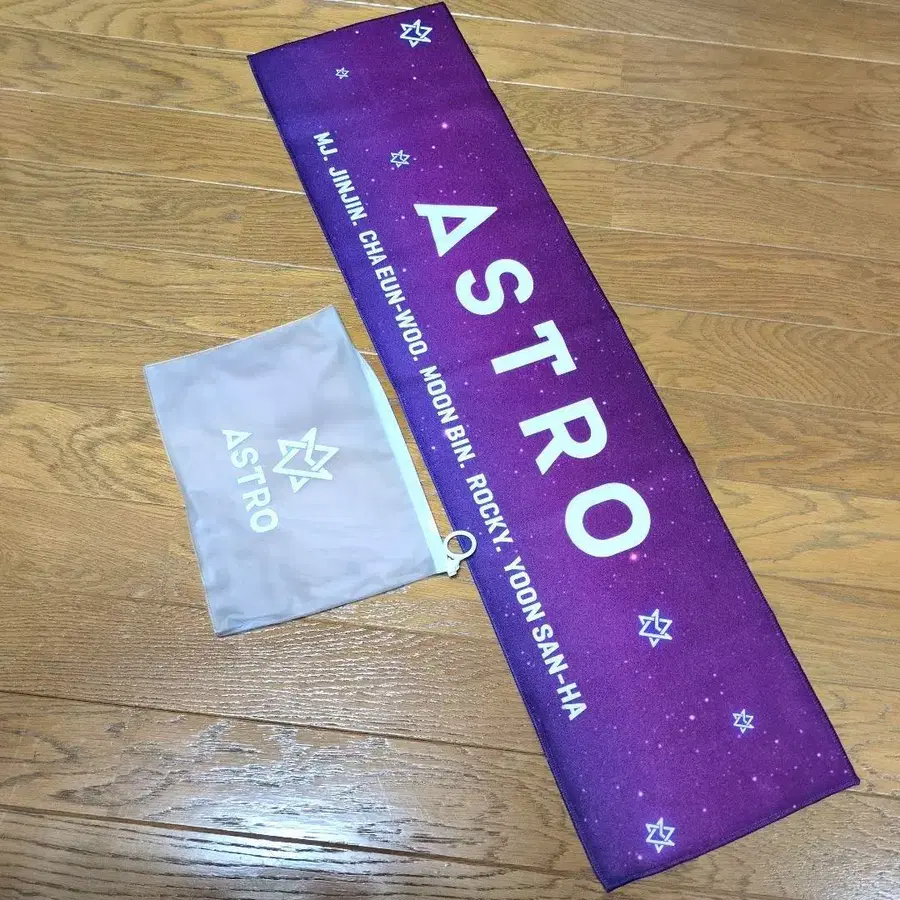 ASTRO
MJ. JINJIN. CHA EUN-WOO. MOON BIN. ROCKY. YOON SAN-HA
ASTRO